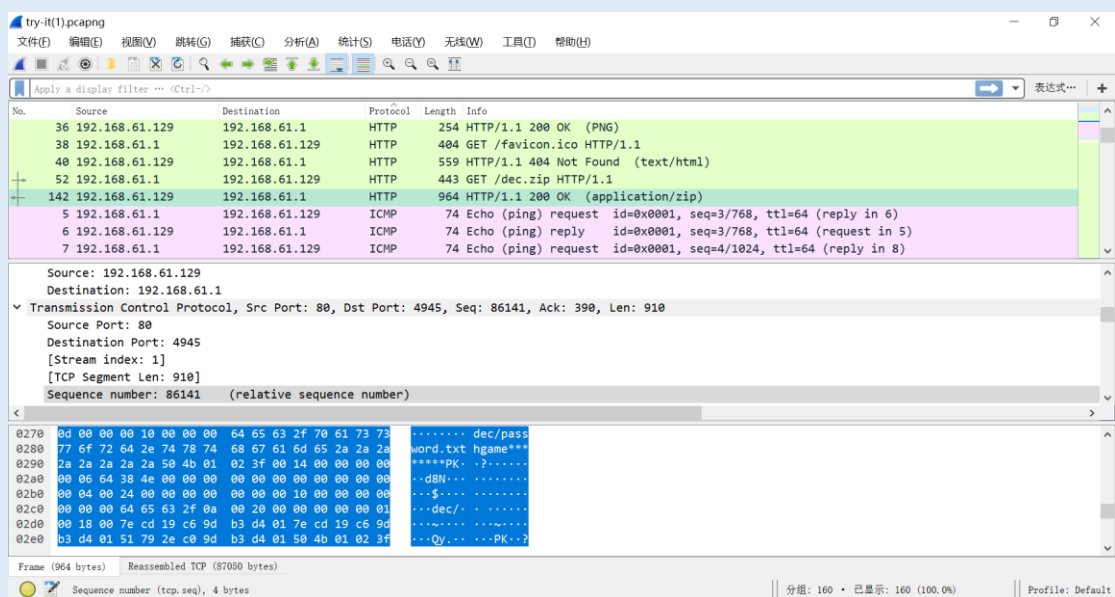 try-it(1).pcapng
文件(F) 编辑(E) 视图(V) 跳转(G) 捕获(C) 分析(A) 统计(S) 电话(Y) 无线(W) 工具(T) 帮助(H)
Apply a display filter … <Ctrl-/> 表达式… +
No. Source Destination Protocol Length Info
36 192.168.61.129 192.168.61.1 HTTP 254 HTTP/1.1 200 OK (PNG)
38 192.168.61.1 192.168.61.129 HTTP 404 GET /favicon.ico HTTP/1.1
40 192.168.61.129 192.168.61.1 HTTP 559 HTTP/1.1 404 Not Found (text/html)
52 192.168.61.1 192.168.61.129 HTTP 443 GET /dec.zip HTTP/1.1
142 192.168.61.129 192.168.61.1 HTTP 964 HTTP/1.1 200 OK (application/zip)
5 192.168.61.1 192.168.61.129 ICMP 74 Echo (ping) request id=0x0001, seq=3/768, ttl=64 (reply in 6)
6 192.168.61.129 192.168.61.1 ICMP 74 Echo (ping) reply id=0x0001, seq=3/768, ttl=64 (request in 5)
7 192.168.61.1 192.168.61.129 ICMP 74 Echo (ping) request id=0x0001, seq=4/1024, ttl=64 (reply in 8)
Source: 192.168.61.129
Destination: 192.168.61.1
Transmission Control Protocol, Src Port: 80, Dst Port: 4945, Seq: 86141, Ack: 390, Len: 910
Source Port: 80
Destination Port: 4945
[Stream index: 1]
[TCP Segment Len: 910]
Sequence number: 86141 (relative sequence number)
0270 0d 00 00 00 10 00 00 00 64 65 63 2f 70 61 73 73 ········ dec/pass
0280 77 6f 72 64 2e 74 78 74 68 67 61 6d 65 2a 2a 2a word.txt hgame***
0290 2a 2a 2a 2a 2a 50 4b 01 02 3f 00 14 00 00 00 00 *****PK· ·?······
02a0 00 06 64 38 4e 00 00 00 00 00 00 00 00 00 00 00 ··d8N··· ········
02b0 00 04 00 24 00 00 00 00 00 00 00 10 00 00 00 00 ···$···· ········
02c0 00 00 00 64 65 63 2f 0a 00 20 00 00 00 00 00 01 ···dec/· · ······
02d0 00 18 00 7e cd 19 c6 9d b3 d4 01 7e cd 19 c6 9d ···~···· ···~····
02e0 b3 d4 01 51 79 2e c0 9d b3 d4 01 50 4b 01 02 3f ···Qy.·· ···PK··?
Frame (964 bytes) Reassembled TCP (87050 bytes)
Sequence number (tcp.seq), 4 bytes 分组: 160 · 已显示: 160 (100.0%) Profile: Default